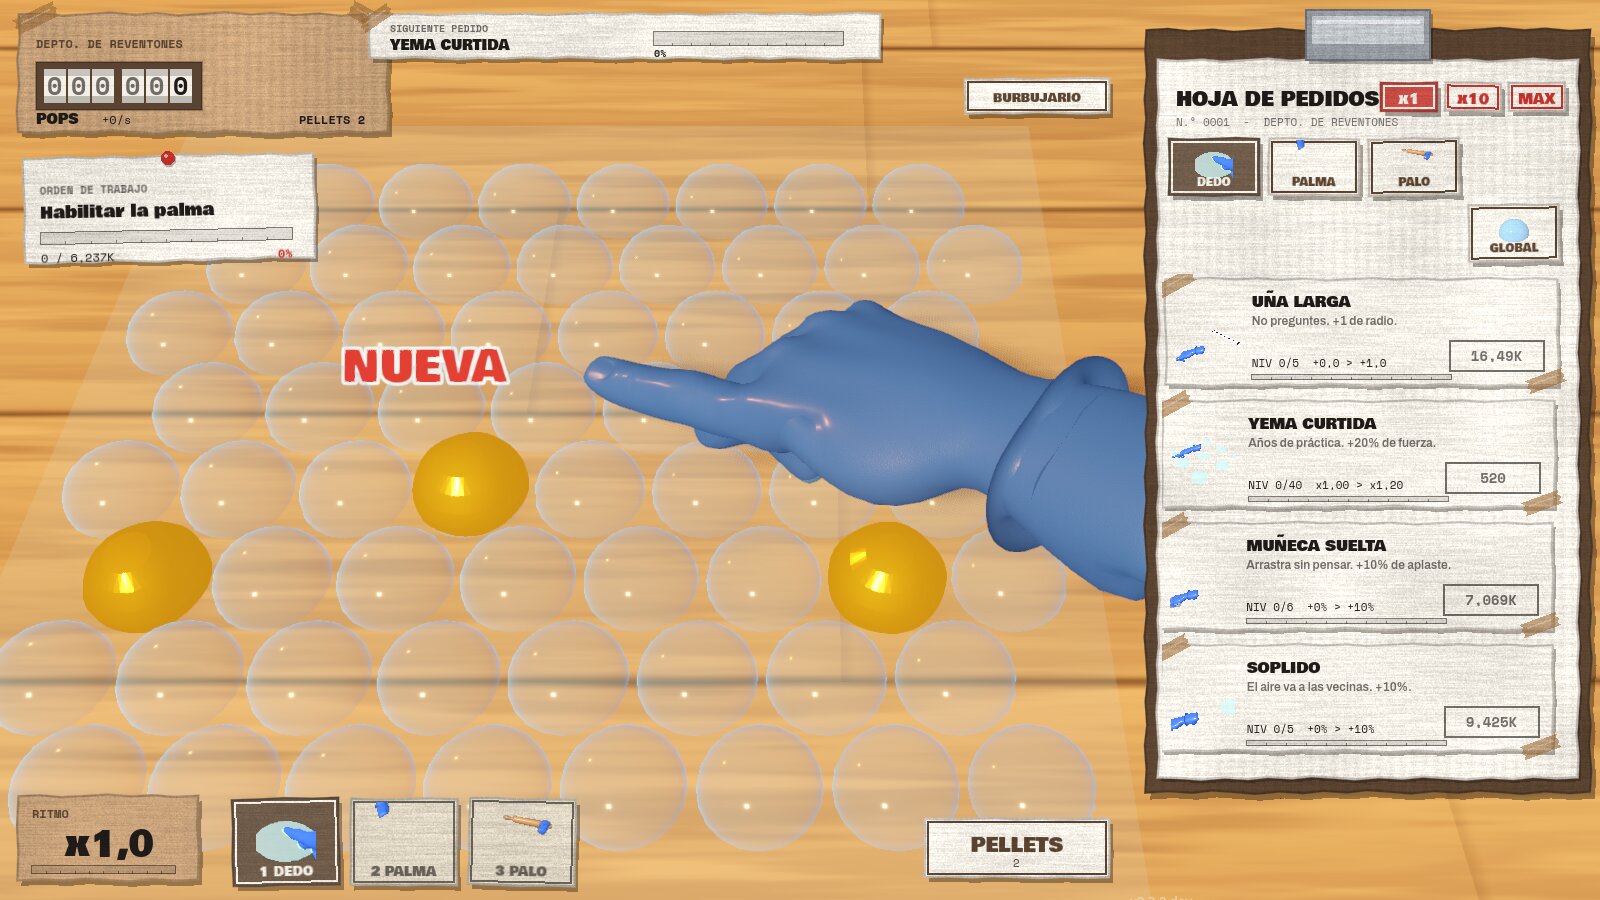 DEPTO. DE REVENTONES
000000
POPS +0/s PELLETS 2
SIGUIENTE PEDIDO
YEMA CURTIDA
0%
BURBUJARIO
ORDEN DE TRABAJO
Habilitar la palma
0 / 6,237K 0%
NUEVA
HOJA DE PEDIDOS x1 x10 MAX
N.° 0001 - DEPTO. DE REVENTONES
DEDO PALMA PALO
GLOBAL
UÑA LARGA
No preguntes. +1 de radio.
NIV 0/5 +0,0 > +1,0 16,49K
YEMA CURTIDA
Años de práctica. +20% de fuerza.
NIV 0/40 x1,00 > x1,20 520
MUÑECA SUELTA
Arrastra sin pensar. +10% de aplaste.
NIV 0/6 +0% > +10% 7,069K
SOPLIDO
El aire va a las vecinas. +10%.
NIV 0/5 +0% > +10% 9,425K
RITMO
x1,0
1 DEDO 2 PALMA 3 PALO
PELLETS
2